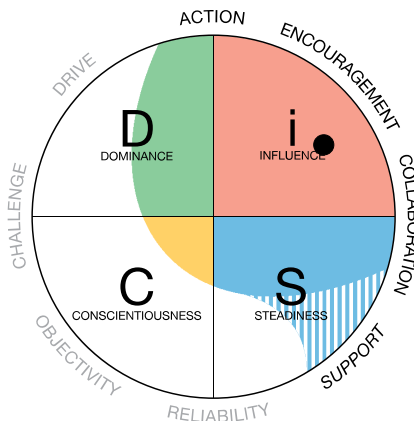 ACTION
ENCOURAGEMENT
DRIVE
D
DOMINANCE
i
INFLUENCE
CHALLENGE
COLLABORATION
C
CONSCIENTIOUSNESS
S
STEADINESS
OBJECTIVITY
SUPPORT
RELIABILITY